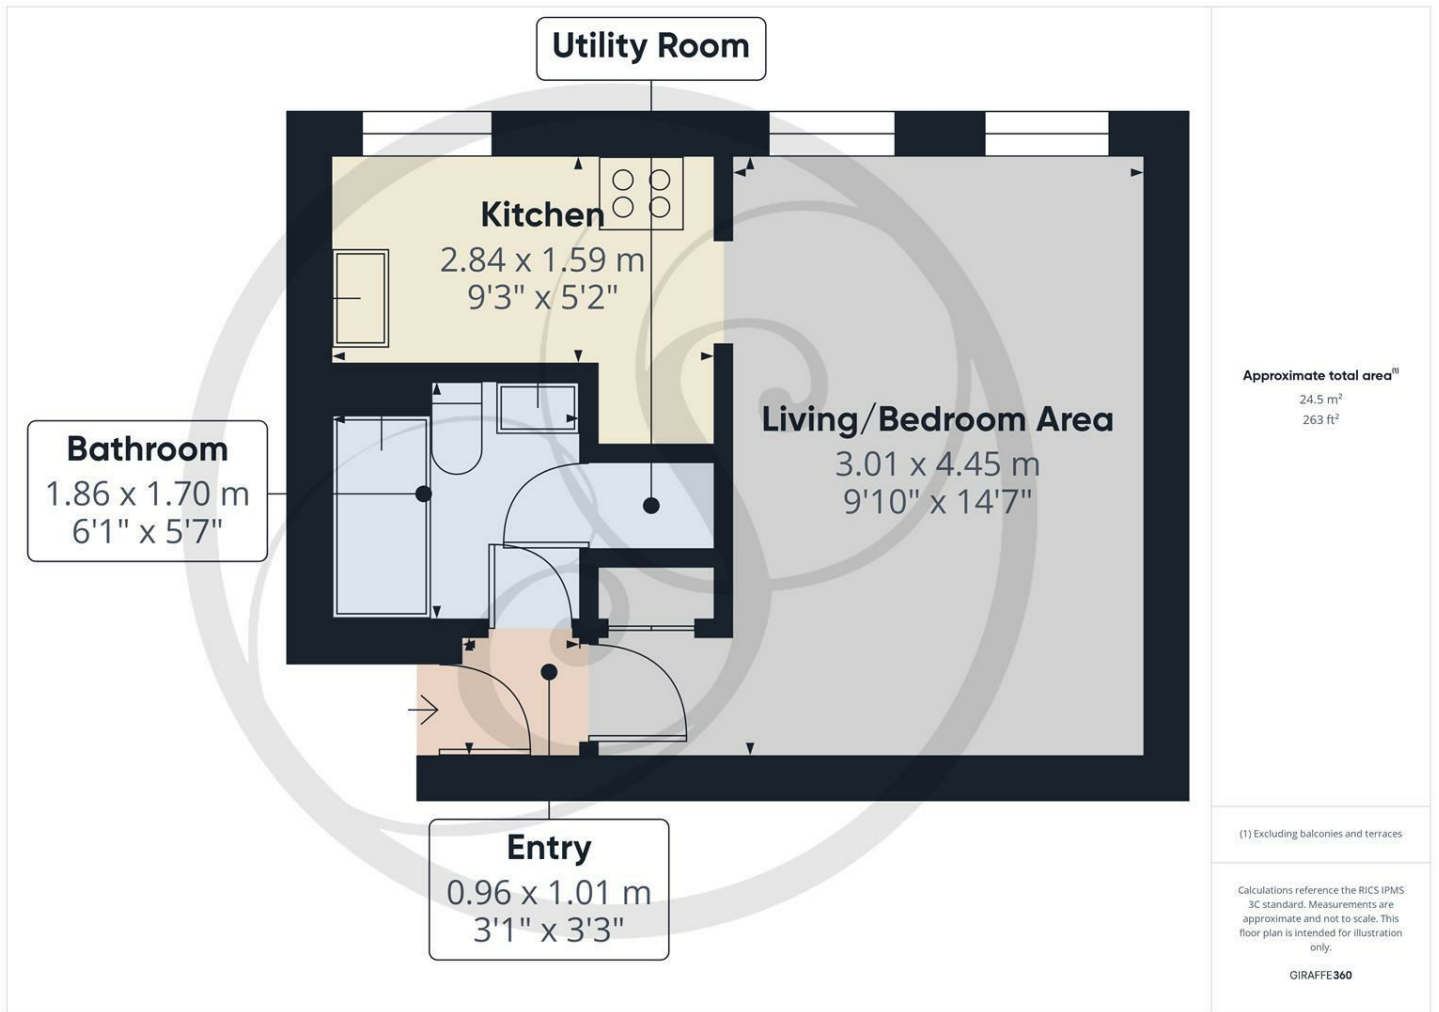 Utility Room
Kitchen
2.84 x 1.59 m
9'3" x 5'2"
Living/Bedroom Area
3.01 x 4.45 m
9'10" x 14'7"
Bathroom
1.86 x 1.70 m
6'1" x 5'7"
Entry
0.96 x 1.01 m
3'1" x 3'3"
Approximate total area(1)
24.5 m²
263 ft²
(1) Excluding balconies and terraces
Calculations reference the RICS IPMS
3C standard. Measurements are
approximate and not to scale. This
floor plan is intended for illustration
only.
GIRAFFE360